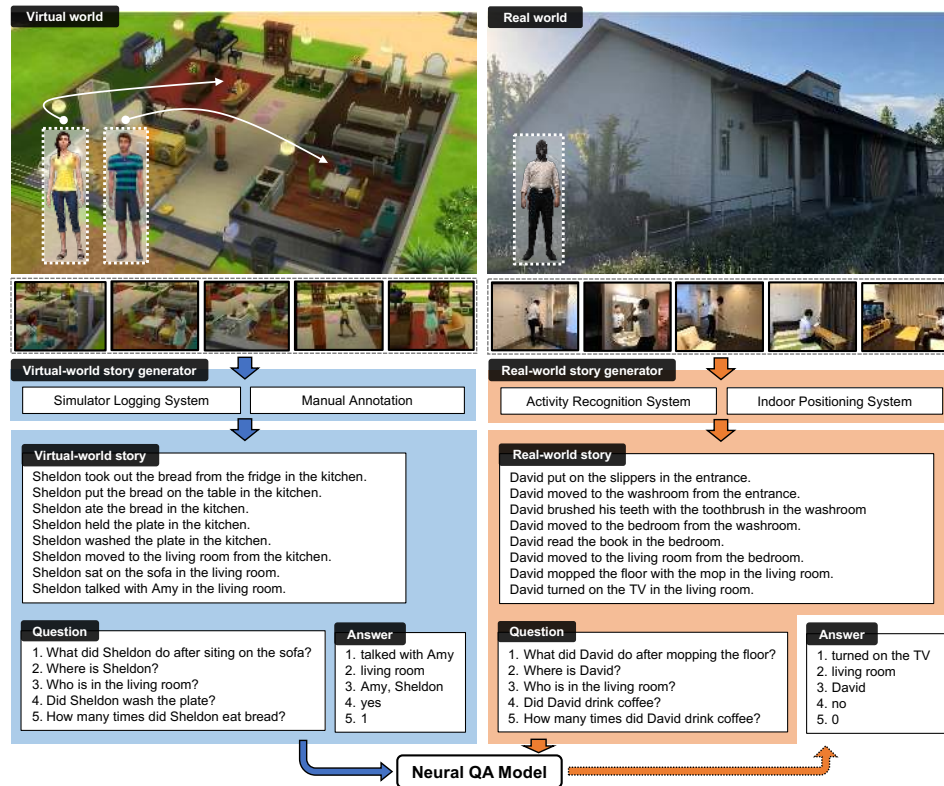 Virtual world
Real world
Virtual-world story generator
Simulator Logging System
Manual Annotation
Real-world story generator
Activity Recognition System
Indoor Positioning System
Virtual-world story
Sheldon took out the bread from the fridge in the kitchen.
Sheldon put the bread on the table in the kitchen.
Sheldon ate the bread in the kitchen.
Sheldon held the plate in the kitchen.
Sheldon washed the plate in the kitchen.
Sheldon moved to the living room from the kitchen.
Sheldon sat on the sofa in the living room.
Sheldon talked with Amy in the living room.
Real-world story
David put on the slippers in the entrance.
David moved to the washroom from the entrance.
David brushed his teeth with the toothbrush in the washroom
David moved to the bedroom from the washroom.
David read the book in the bedroom.
David moved to the living room from the bedroom.
David mopped the floor with the mop in the living room.
David turned on the TV in the living room.
Question
1. What did Sheldon do after siting on the sofa?
2. Where is Sheldon?
3. Who is in the living room?
4. Did Sheldon wash the plate?
5. How many times did Sheldon eat bread?
Answer
1. talked with Amy
2. living room
3. Amy, Sheldon
4. yes
5. 1
Question
1. What did David do after mopping the floor?
2. Where is David?
3. Who is in the living room?
4. Did David drink coffee?
5. How many times did David drink coffee?
Answer
1. turned on the TV
2. living room
3. David
4. no
5. 0
Neural QA Model